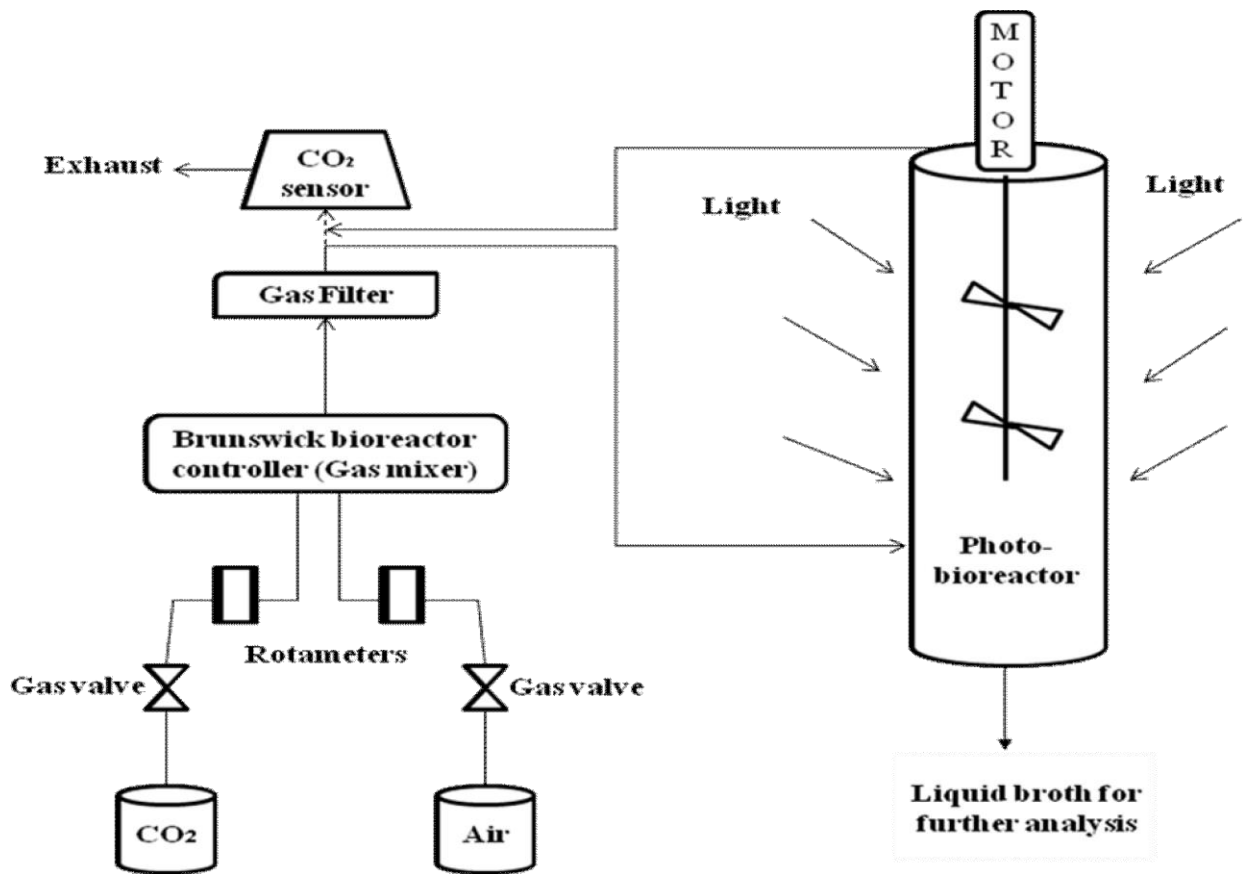 MOTOR
CO₂
sensor
Exhaust
Light
Light
Gas Filter
Brunswick bioreactor
controller (Gas mixer)
Photo-
bioreactor
Rotameters
Gas valve
Gas valve
CO₂
Air
Liquid broth for
further analysis